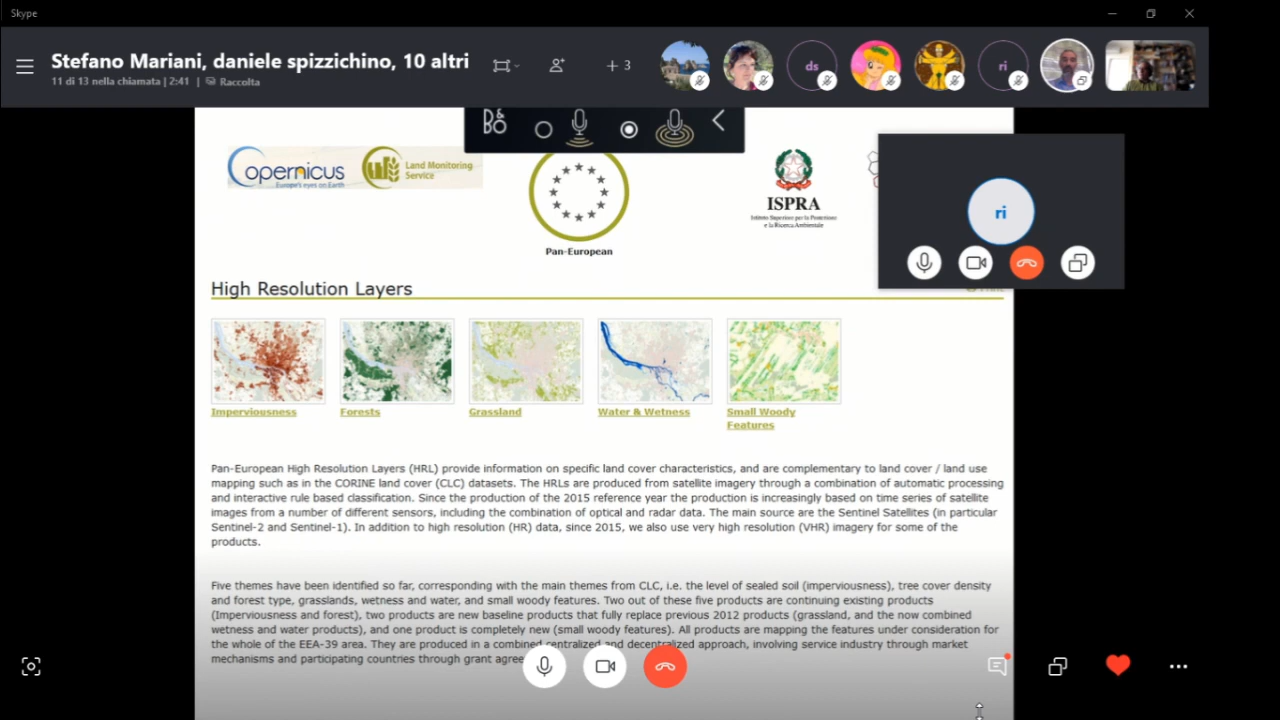 Skype
Stefano Mariani, daniele spizzichino, 10 altri
11 di 13 nella chiamata | 2:41 | Raccolta
+ 3
ds
ri
B&O
ri
Copernicus
Europe's eyes on Earth
Land Monitoring
Service
Pan-European
ISPRA
Istituto Superiore per la Protezione
e la Ricerca Ambientale
High Resolution Layers
Imperviousness
Forests
Grassland
Water & Wetness
Small Woody
Features
Pan-European High Resolution Layers (HRL) provide information on specific land cover characteristics, and are complementary to land cover / land use
mapping such as in the CORINE land cover (CLC) datasets. The HRLs are produced from satellite imagery through a combination of automatic processing
and interactive rule based classification. Since the production of the 2015 reference year the production is increasingly based on time series of satellite
images from a number of different sensors, including the combination of optical and radar data. The main source are the Sentinel Satellites (in particular
Sentinel-2 and Sentinel-1). In addition to high resolution (HR) data, since 2015, we also use very high resolution (VHR) imagery for some of the
products.
Five themes have been identified so far, corresponding with the main themes from CLC, i.e. the level of sealed soil (imperviousness), tree cover density
and forest type, grasslands, wetness and water, and small woody features. Two out of these five products are continuing existing products
(Imperviousness and forest), two products are new baseline products that fully replace previous 2012 products (grassland, and the now combined
wetness and water products), and one product is completely new (small woody features). All products are mapping the features under consideration for
the whole of the EEA-39 area. They are produced in a combined centralized and decentralized approach, involving service industry through market
mechanisms and participating countries through grant agree